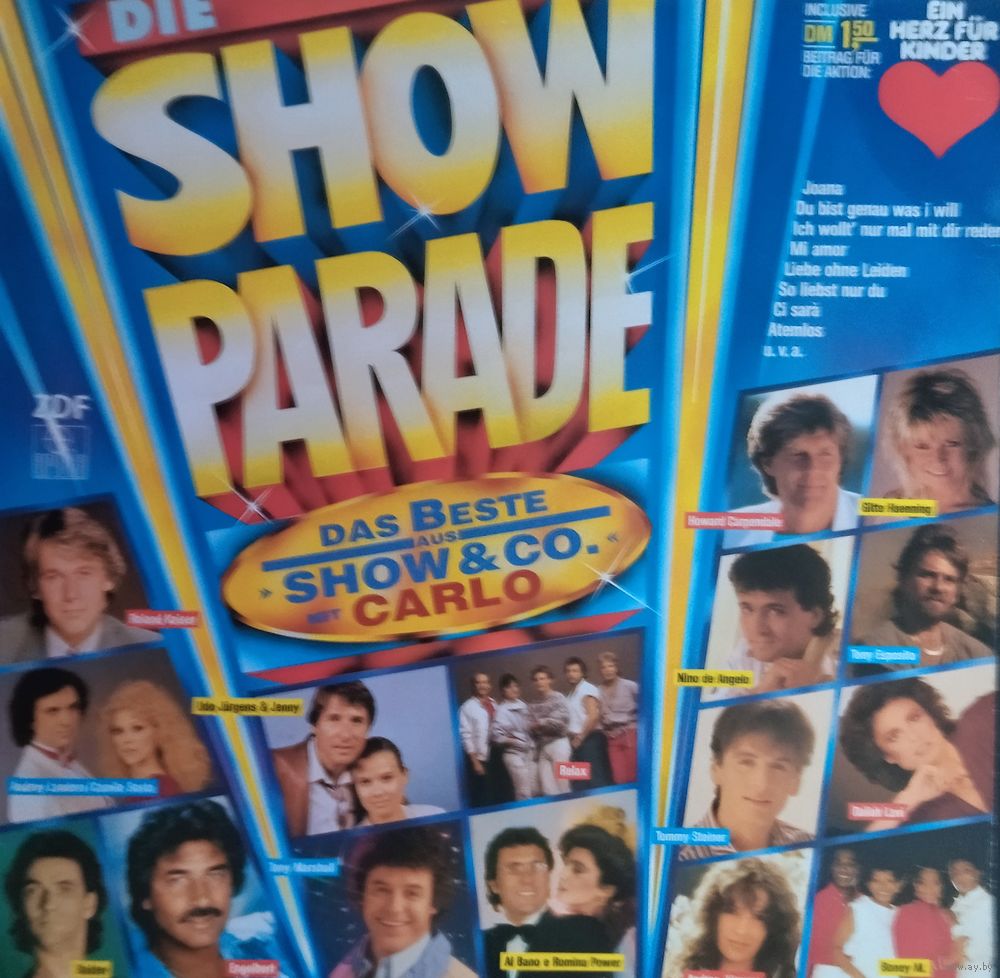 DIE
SHOW
PARADE
DAS BESTE
AUS
»SHOW & CO.«
MIT CARLO
INCLUSIVE
DM 1,50
BEITRAG FÜR
DIE AKTION:
EIN
HERZ FÜR
KINDER
Joana
Du bist genau was i will
Ich wollt' nur mal mit dir reden
Mi amor
Liebe ohne Leiden
So liebst nur du
Ci sarà
Atemlos
u. v. a.
ZDF
Roland Kaiser
Udo Jürgens & Jenny
Relax
Tony Marshall
Al Bano e Romina Power
Engelbert
Howard Carpendale
Gitte Haenning
Nino de Angelo
Tony Esposito
Tommy Steiner
Daliah Lavi
Boney M.